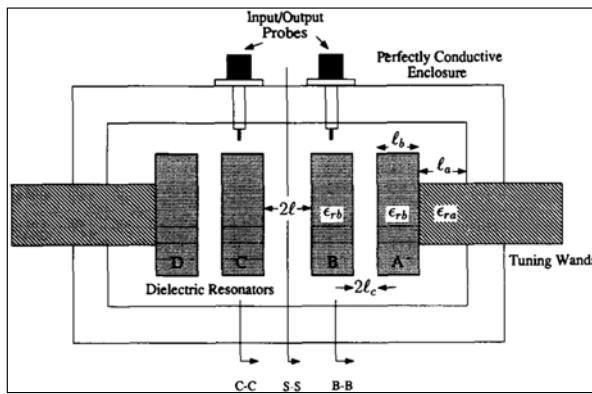 Input/Output
Probes
Perfectly Conductive
Enclosure
ℓb
ℓa
2ℓ
ϵrb
ϵrb
ϵra
D
C
B
A
Tuning Wands
Dielectric Resonators
2ℓc
C-C
S-S
B-B